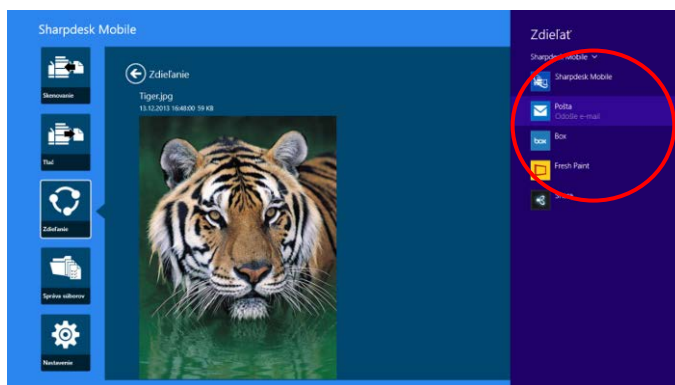 Sharpdesk Mobile
Skenovanie
Tlač
Zdieľanie
Správa súborov
Nastavenie
Zdieľanie
Tiger.jpg
13.12.2013 16:48:00 59 KB
Zdieľať
Sharpdesk Mobile
Sharpdesk Mobile
Pošta
Odošle e-mail
box
Box
Fresh Paint